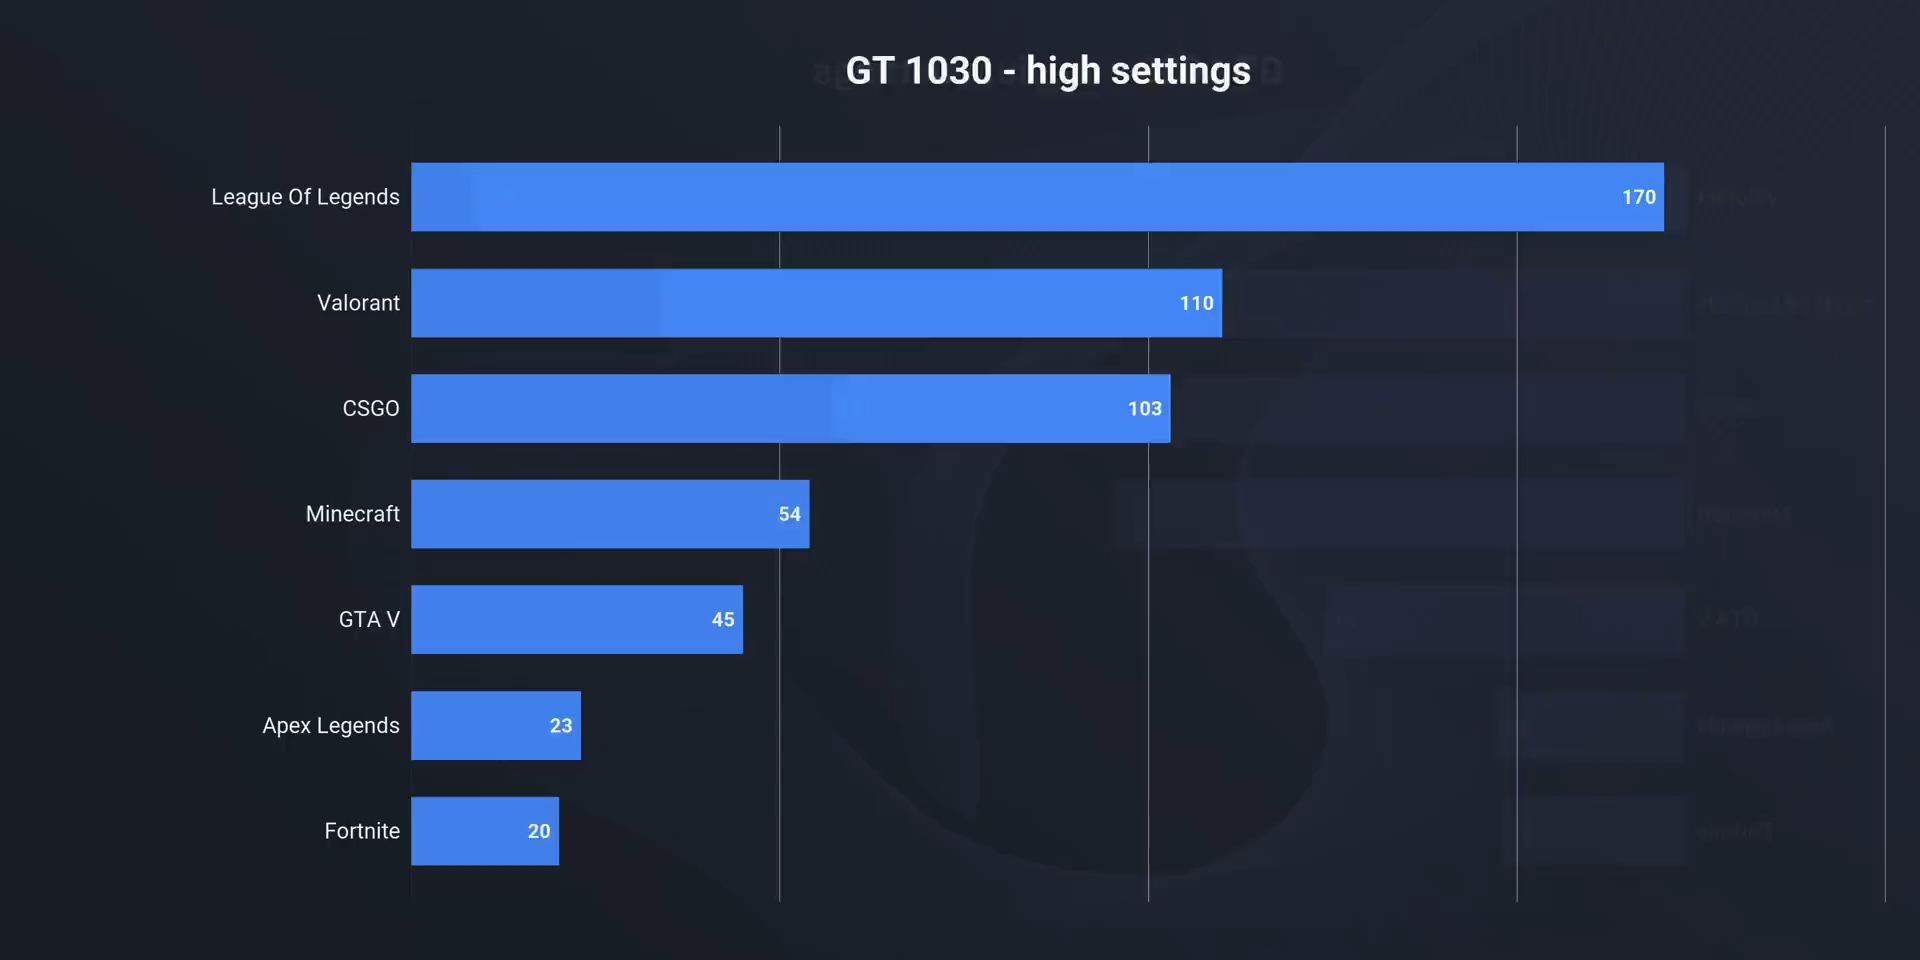 GT 1030 - high settings
League Of Legends 170
Valorant 110
CSGO 103
Minecraft 54
GTA V 45
Apex Legends 23
Fortnite 20